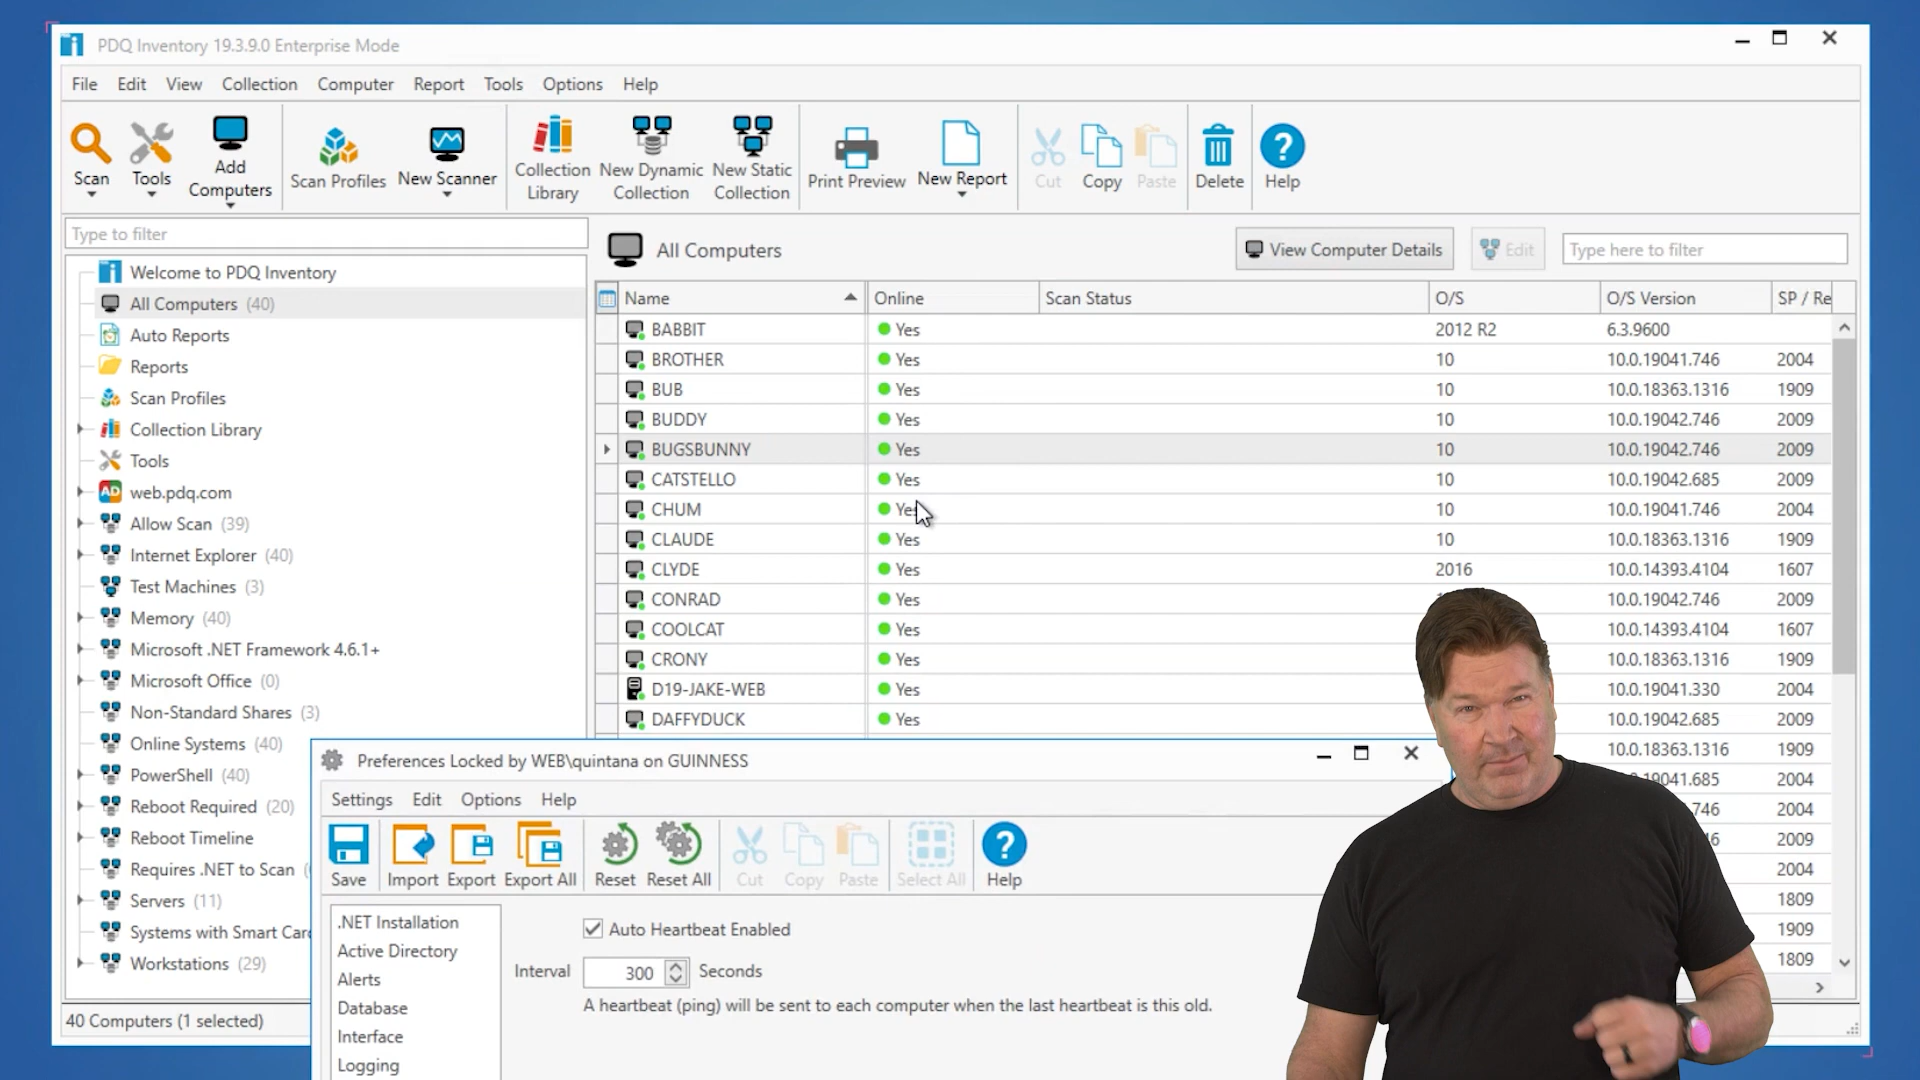 PDQ Inventory 19.3.9.0 Enterprise Mode
File Edit View Collection Computer Report Tools Options Help
Scan
Tools
Add Computers
Scan Profiles
New Scanner
Collection Library
New Dynamic Collection
New Static Collection
Print Preview
New Report
Cut
Copy
Paste
Delete
Help
Type to filter
Welcome to PDQ Inventory
All Computers (40)
Auto Reports
Reports
Scan Profiles
Collection Library
Tools
AD web.pdq.com
Allow Scan (39)
Internet Explorer (40)
Test Machines (3)
Memory (40)
Microsoft .NET Framework 4.6.1+
Microsoft Office (0)
Non-Standard Shares (3)
Online Systems (40)
PowerShell (40)
Reboot Required (20)
Reboot Timeline
Requires .NET to Scan
Servers (11)
Systems with Smart
Workstations (29)
40 Computers (1 selected)
All Computers
View Computer Details
Edit
Type here to filter
Name Online Scan Status O/S O/S Version SP / Re
BABBIT Yes 2012 R2 6.3.9600
BROTHER Yes 10 10.0.19041.746 2004
BUB Yes 10 10.0.18363.1316 1909
BUDDY Yes 10 10.0.19042.746 2009
BUGSBUNNY Yes 10 10.0.19042.746 2009
CATSTELLO Yes 10 10.0.19042.685 2009
CHUM Yes 10 10.0.19041.746 2004
CLAUDE Yes 10 10.0.18363.1316 1909
CLYDE Yes 2016 10.0.14393.4104 1607
CONRAD Yes 10.0.19042.746 2009
COOLCAT Yes 10.0.14393.4104 1607
CRONY Yes 10.0.18363.1316 1909
D19-JAKE-WEB Yes 10.0.19041.330 2004
DAFFYDUCK Yes 10.0.19042.685 2009
10.0.18363.1316 1909
.19041.685 2004
.746 2004
2009
2004
1809
1909
1809
Preferences Locked by WEB\quintana on GUINNESS
Settings Edit Options Help
Save
Import
Export
Export All
Reset
Reset All
Cut
Copy
Paste
Select All
Help
.NET Installation
Active Directory
Alerts
Database
Interface
Logging
Auto Heartbeat Enabled
Interval 300 Seconds
A heartbeat (ping) will be sent to each computer when the last heartbeat is this old.